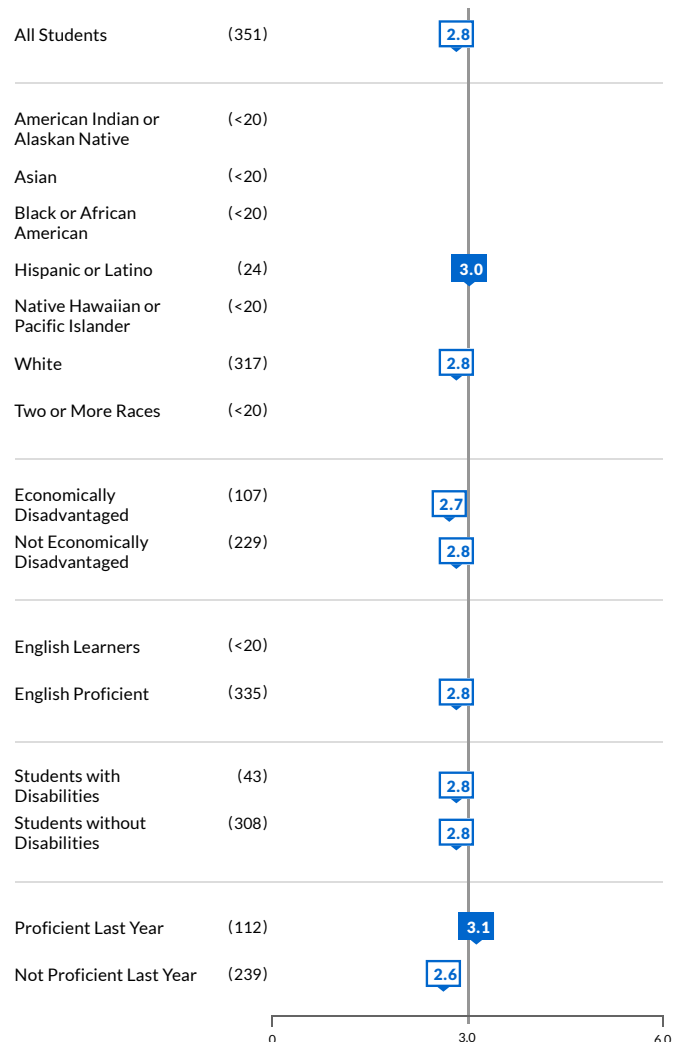 All Students (351) 2.8
American Indian or (<20)
Alaskan Native
Asian (<20)
Black or African (<20)
American
Hispanic or Latino (24) 3.0
Native Hawaiian or (<20)
Pacific Islander
White (317) 2.8
Two or More Races (<20)
Economically (107) 2.7
Disadvantaged
Not Economically (229) 2.8
Disadvantaged
English Learners (<20)
English Proficient (335) 2.8
Students with (43) 2.8
Disabilities
Students without (308) 2.8
Disabilities
Proficient Last Year (112) 3.1
Not Proficient Last Year (239) 2.6
0 3.0 6.0